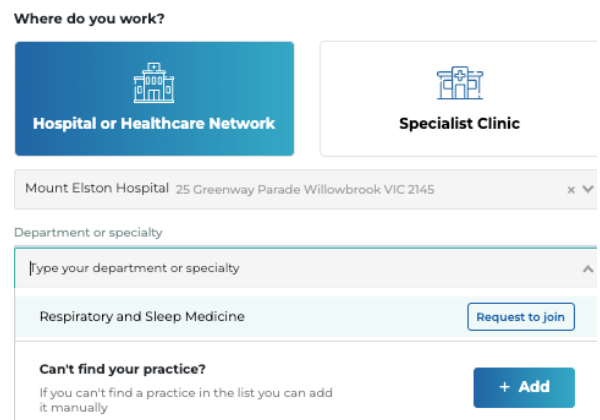 Where do you work?
Hospital or Healthcare Network
Specialist Clinic
Mount Elston Hospital 25 Greenway Parade Willowbrook VIC 2145
Department or specialty
Type your department or specialty
Respiratory and Sleep Medicine
Request to join
Can't find your practice?
If you can't find a practice in the list you can add
it manually
+ Add